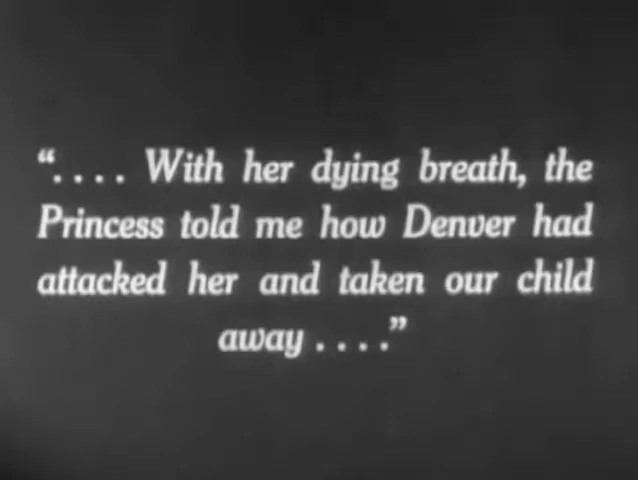 “. . . . With her dying breath, the
Princess told me how Denver had
attacked her and taken our child
away . . . .”